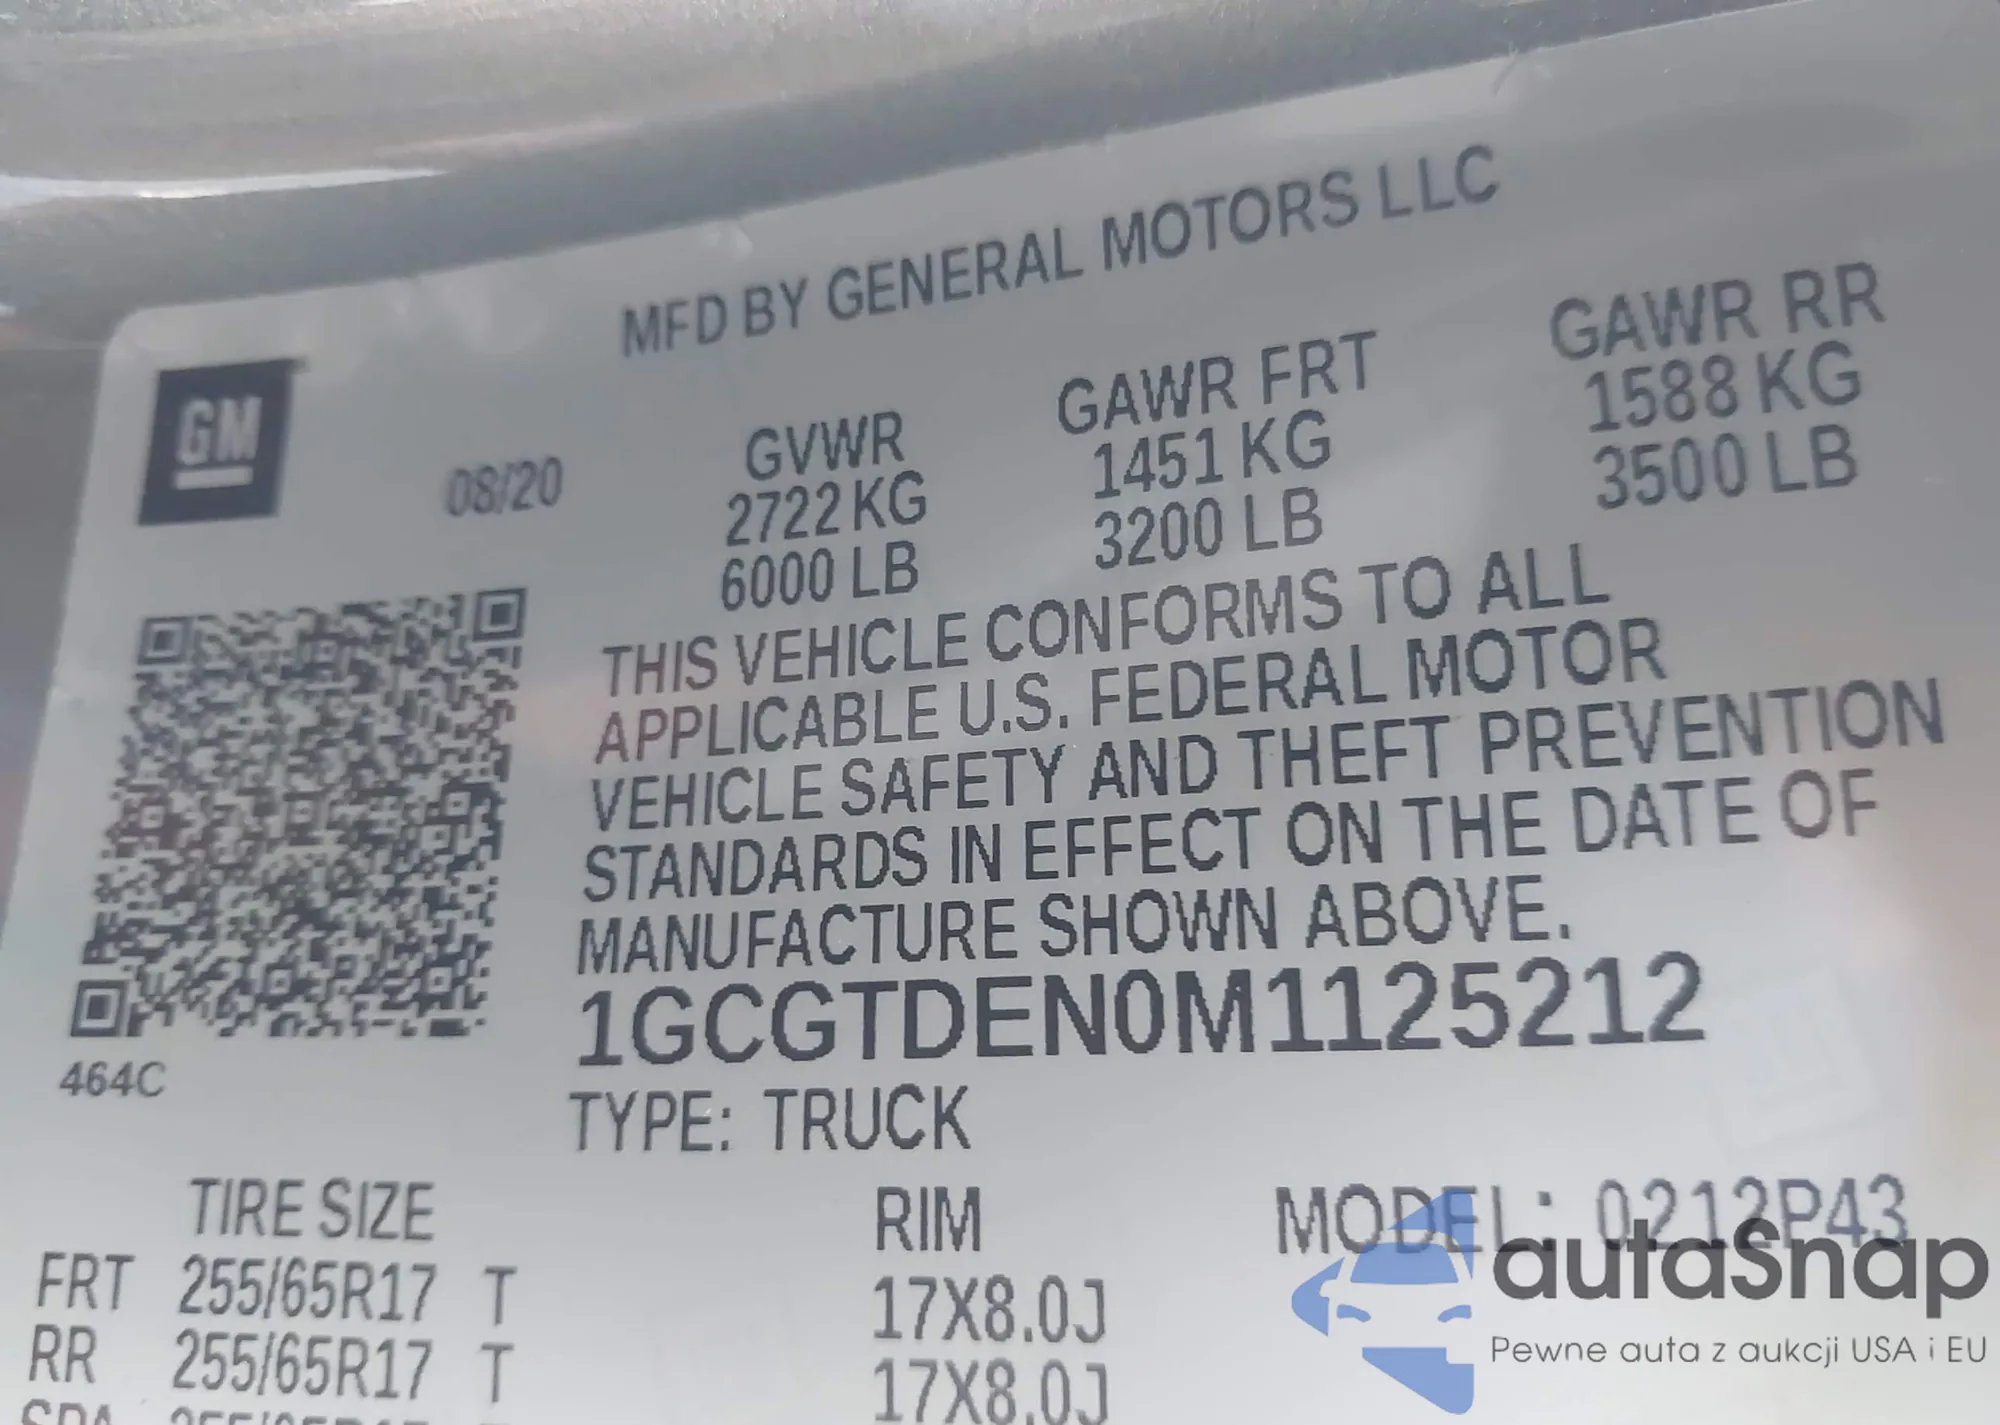 MFD BY GENERAL MOTORS LLC
GM
08/20
GVWR
2722 KG
6000 LB
GAWR FRT
1451 KG
3200 LB
GAWR RR
1588 KG
3500 LB
THIS VEHICLE CONFORMS TO ALL
APPLICABLE U.S. FEDERAL MOTOR
VEHICLE SAFETY AND THEFT PREVENTION
STANDARDS IN EFFECT ON THE DATE OF
MANUFACTURE SHOWN ABOVE.
1GCGTDEN0M1125212
464C
TYPE: TRUCK
TIRE SIZE RIM MODEL: 0212P43
FRT 255/65R17 T 17X8.0J
RR 255/65R17 T 17X8.0J
autaSnap
Pewne auta z aukcji USA i EU